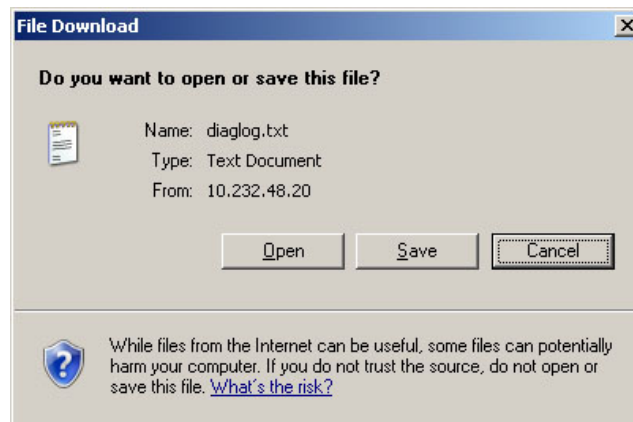 File Download
Do you want to open or save this file?
Name: diaglog.txt
Type: Text Document
From: 10.232.48.20
Open Save Cancel
While files from the Internet can be useful, some files can potentially
harm your computer. If you do not trust the source, do not open or
save this file. What's the risk?